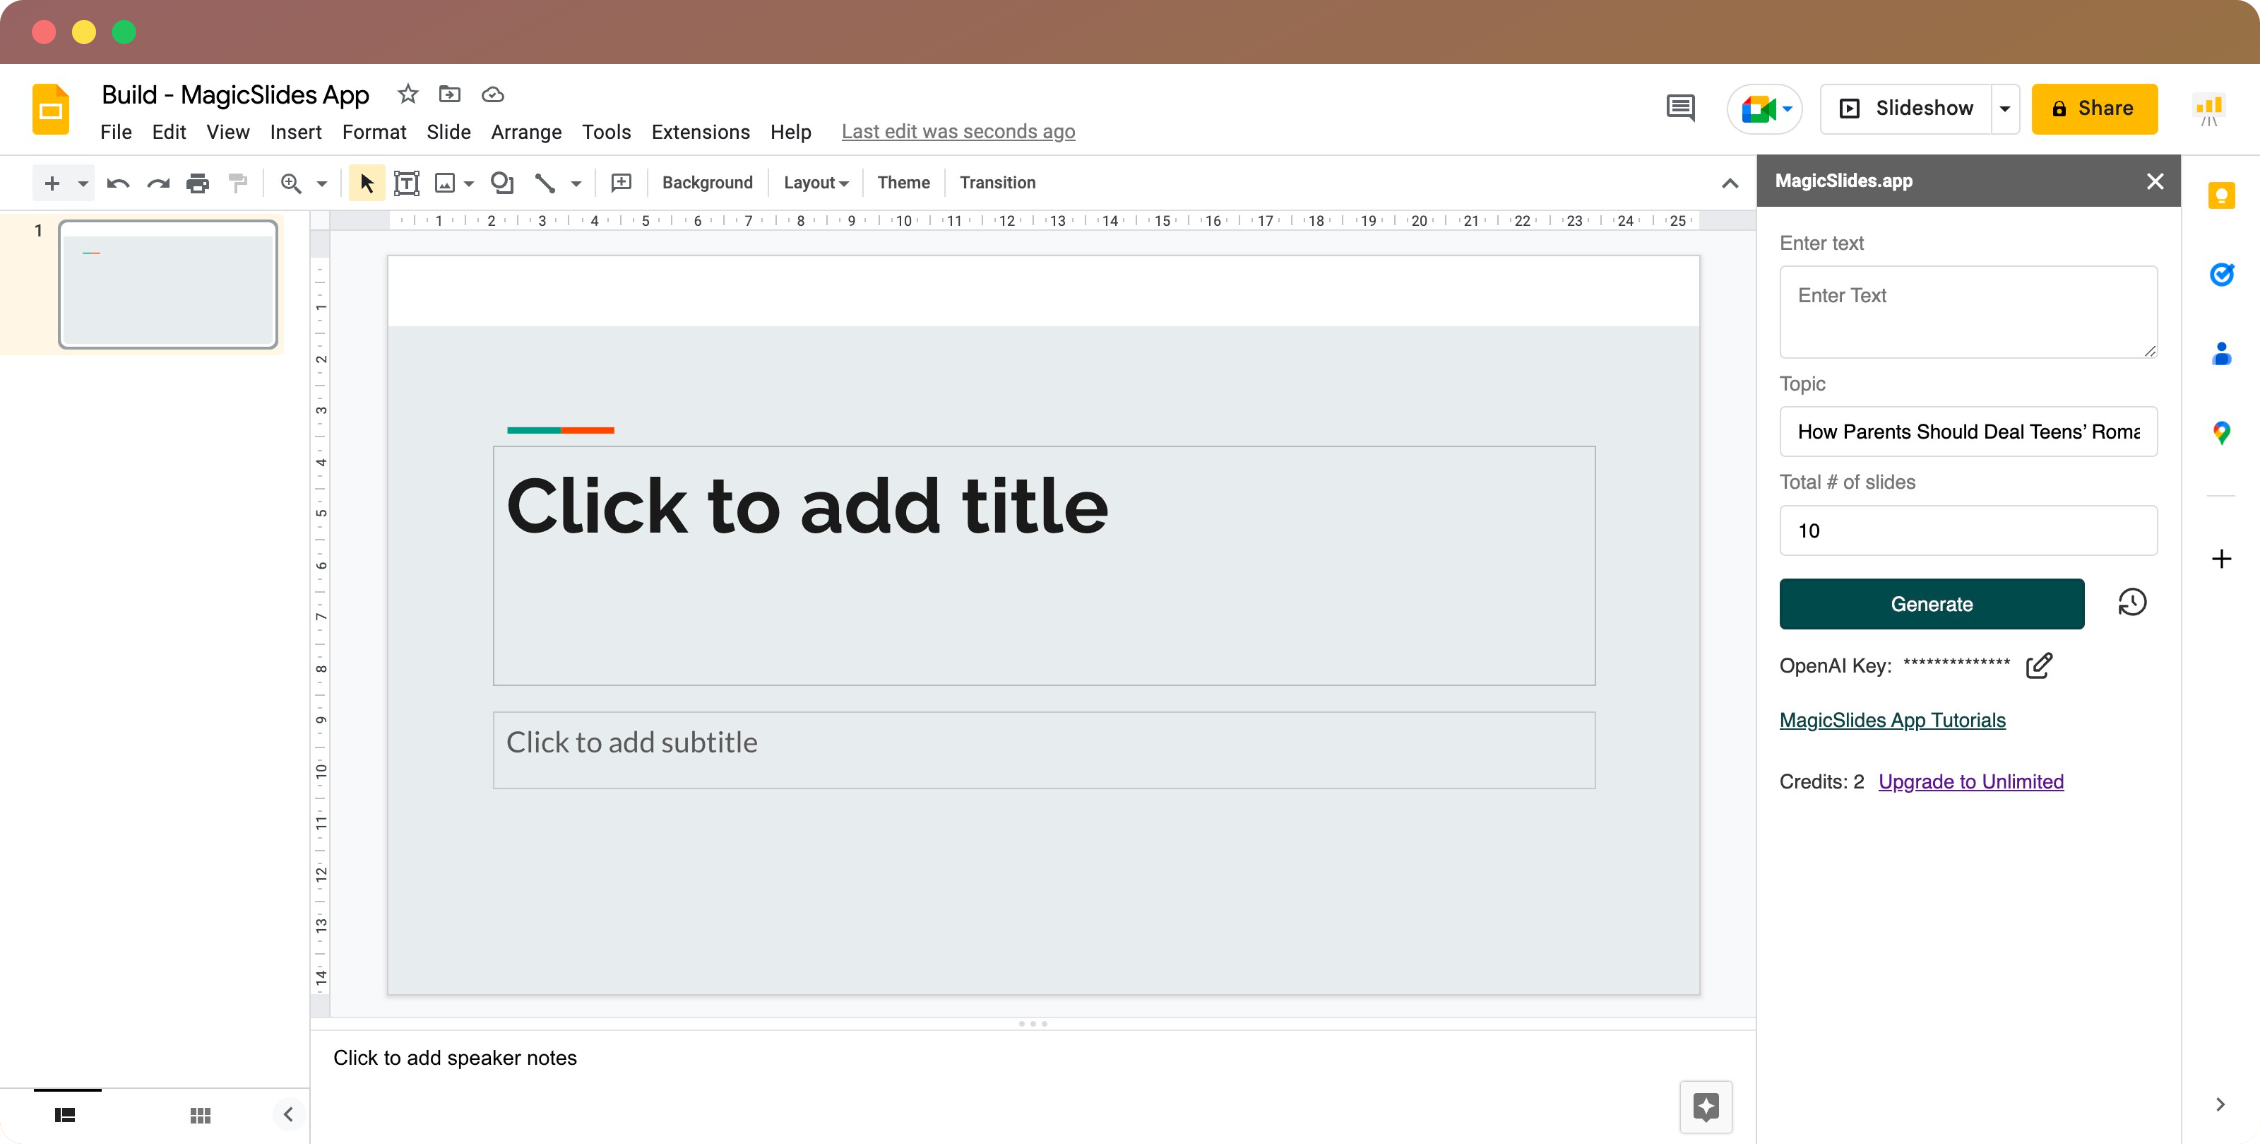 Build - MagicSlides App
File Edit View Insert Format Slide Arrange Tools Extensions Help Last edit was seconds ago
Slideshow
Share
Background Layout Theme Transition
1 2 3 4 5 6 7 8 9 10 11 12 13 14 15 16 17 18 19 20 21 22 23 24 25
1
1
2
3
4
5
6
7
8
9
10
11
12
13
14
Click to add title
Click to add subtitle
Click to add speaker notes
MagicSlides.app
Enter text
Enter Text
Topic
How Parents Should Deal Teens’ Roma
Total # of slides
10
Generate
OpenAI Key: **************
MagicSlides App Tutorials
Credits: 2 Upgrade to Unlimited